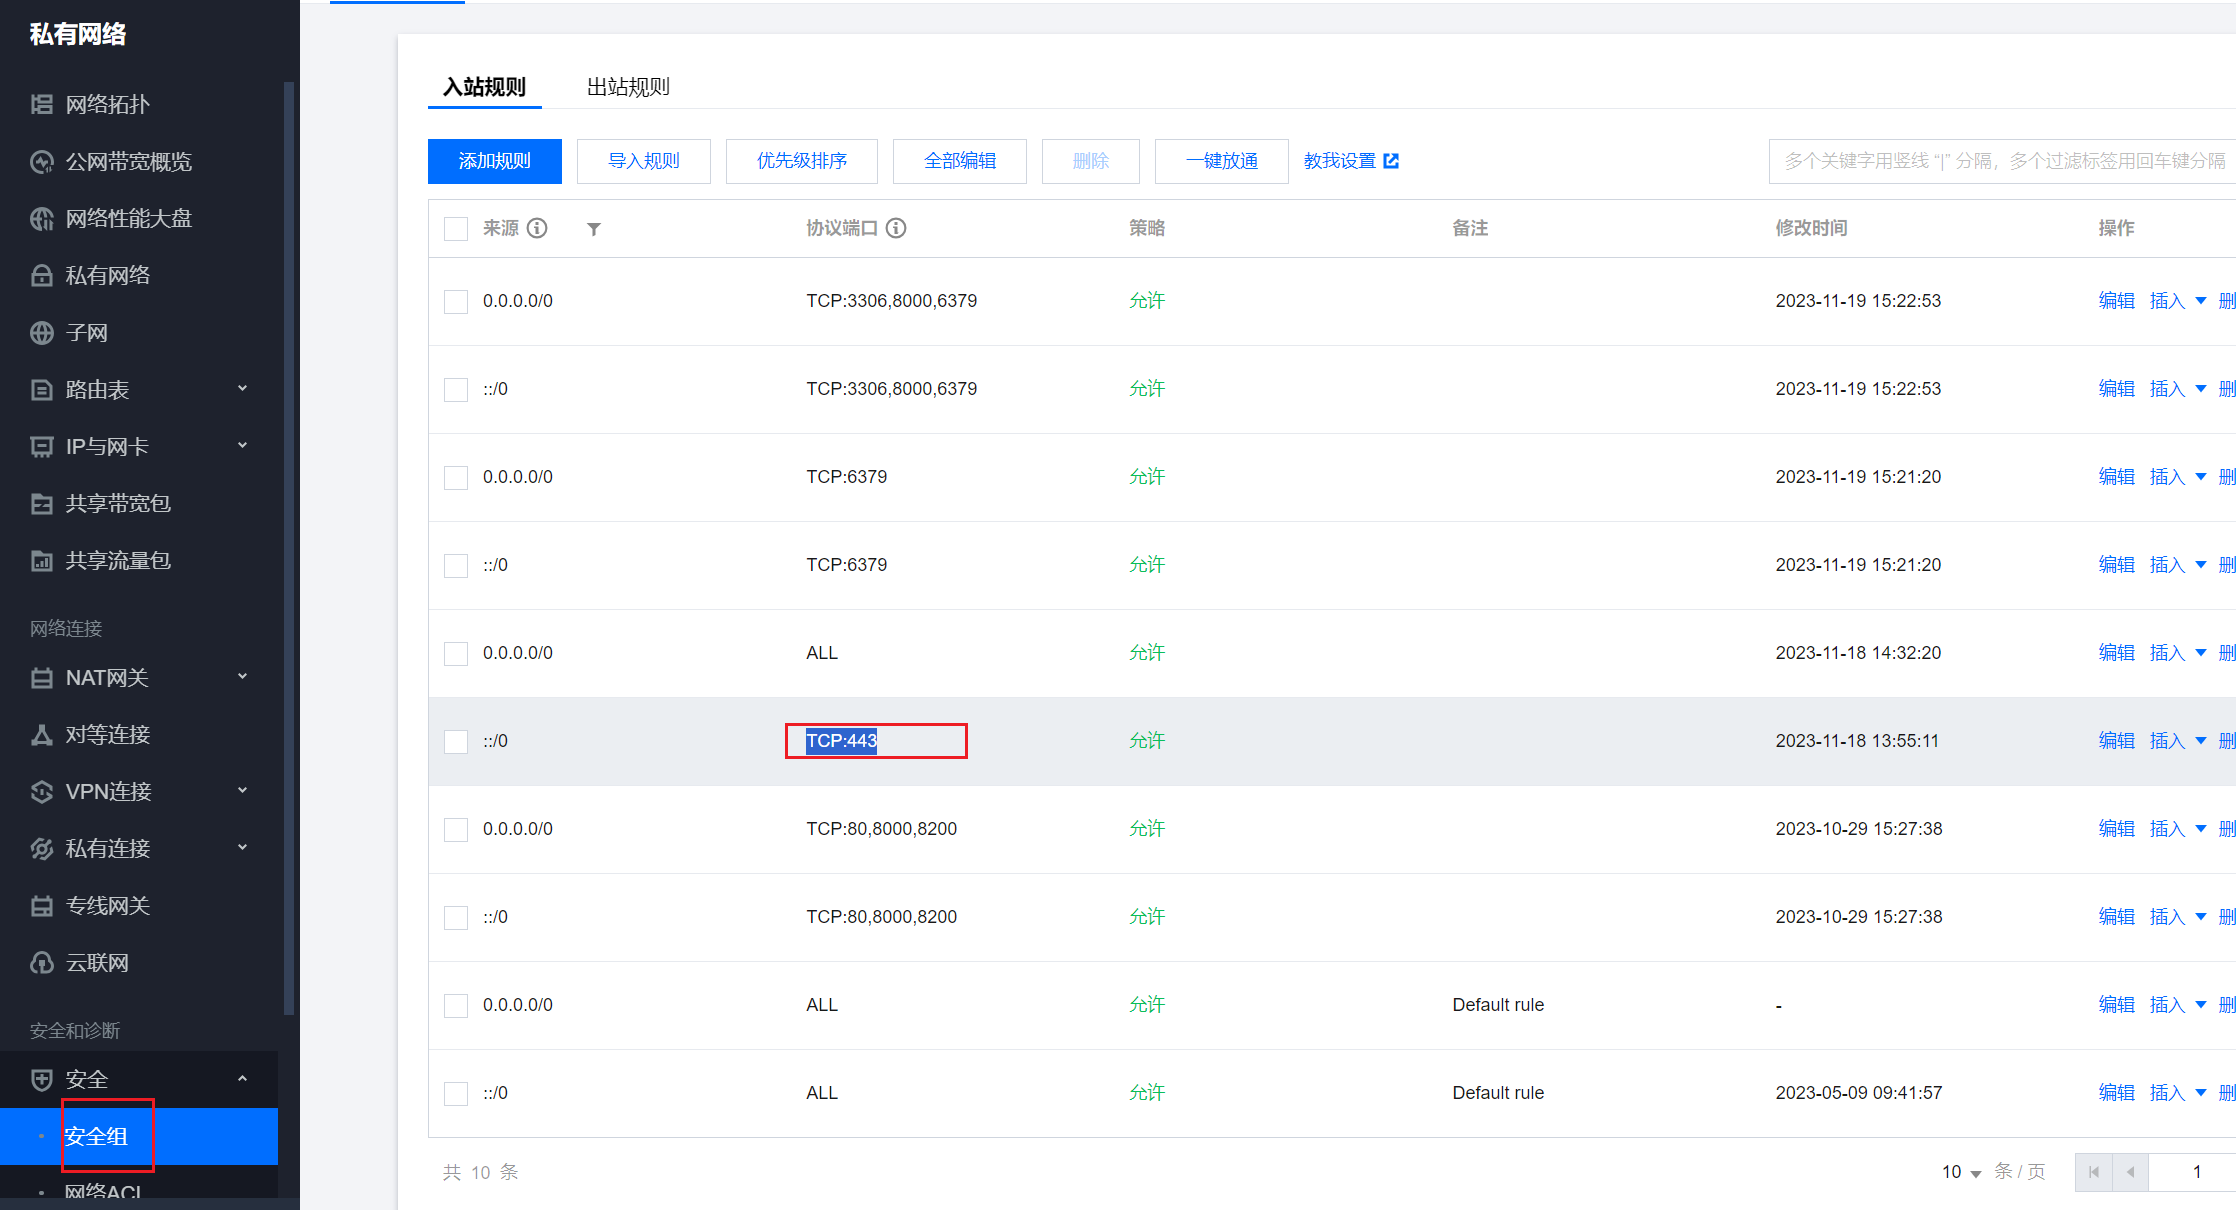 私有网络
网络拓扑
公网带宽概览
网络性能大盘
私有网络
子网
路由表
IP与网卡
共享带宽包
共享流量包
网络连接
NAT网关
对等连接
VPN连接
私有连接
专线网关
云联网
安全和诊断
安全
安全组
网络ACL
入站规则 出站规则
添加规则 导入规则 优先级排序 全部编辑 删除 一键放通 教我设置 多个关键字用竖线 “|” 分隔，多个过滤标签用回车键分隔
来源 协议端口 策略 备注 修改时间 操作
0.0.0.0/0 TCP:3306,8000,6379 允许 2023-11-19 15:22:53 编辑 插入 删
::/0 TCP:3306,8000,6379 允许 2023-11-19 15:22:53 编辑 插入 删
0.0.0.0/0 TCP:6379 允许 2023-11-19 15:21:20 编辑 插入 删
::/0 TCP:6379 允许 2023-11-19 15:21:20 编辑 插入 删
0.0.0.0/0 ALL 允许 2023-11-18 14:32:20 编辑 插入 删
::/0 TCP:443 允许 2023-11-18 13:55:11 编辑 插入 删
0.0.0.0/0 TCP:80,8000,8200 允许 2023-10-29 15:27:38 编辑 插入 删
::/0 TCP:80,8000,8200 允许 2023-10-29 15:27:38 编辑 插入 删
0.0.0.0/0 ALL 允许 Default rule - 编辑 插入 删
::/0 ALL 允许 Default rule 2023-05-09 09:41:57 编辑 插入 删
共 10 条 10 条 / 页 1